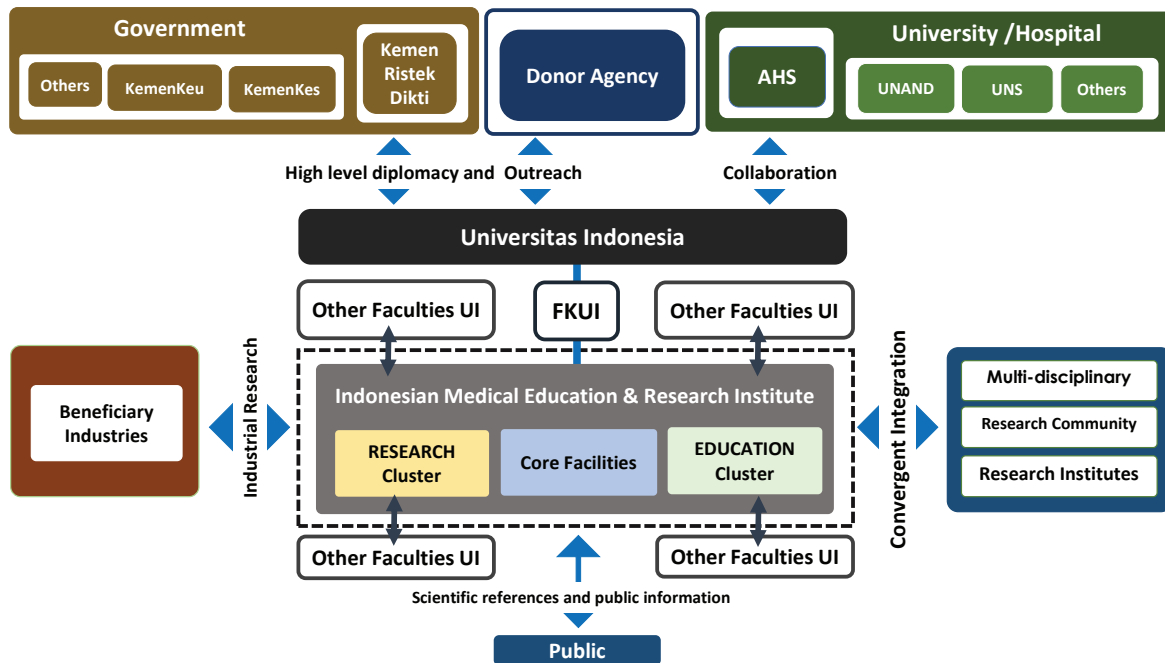 Government
Others
KemenKeu
KemenKes
Kemen
Ristek
Dikti
Donor Agency
University /Hospital
AHS
UNAND
UNS
Others
High level diplomacy and
Outreach
Collaboration
Universitas Indonesia
Other Faculties UI
FKUI
Other Faculties UI
Beneficiary
Industries
Industrial Research
Indonesian Medical Education & Research Institute
RESEARCH
Cluster
Core Facilities
EDUCATION
Cluster
Convergent Integration
Multi-disciplinary
Research Community
Research Institutes
Other Faculties UI
Other Faculties UI
Scientific references and public information
Public